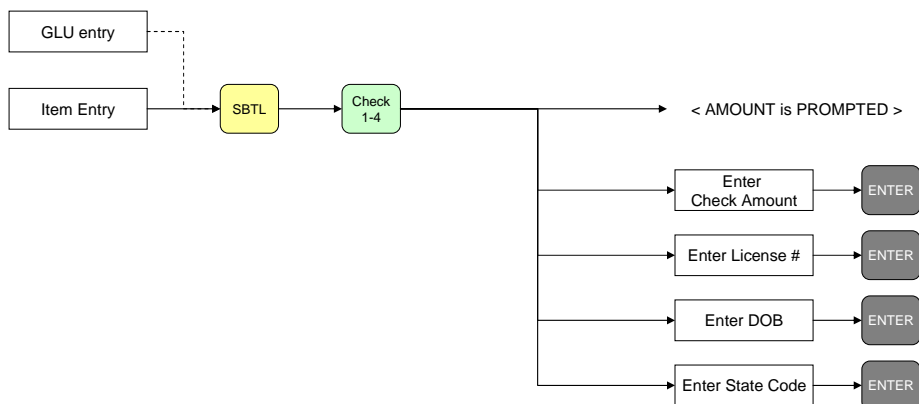 GLU entry
Item Entry
SBTL
Check
1-4
< AMOUNT is PROMPTED >
Enter
Check Amount
ENTER
Enter License #
ENTER
Enter DOB
ENTER
Enter State Code
ENTER